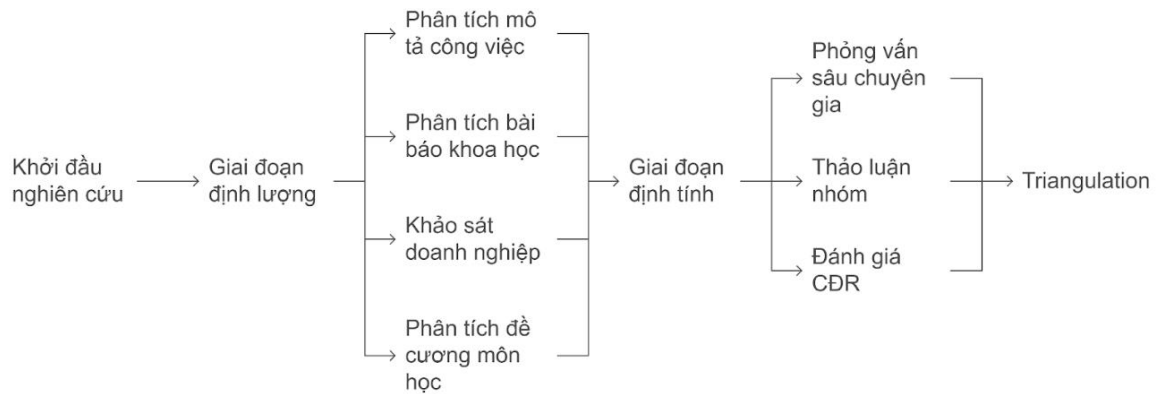 Khởi đầu
nghiên cứu
Giai đoạn
định lượng
Phân tích mô
tả công việc
Phân tích bài
báo khoa học
Khảo sát
doanh nghiệp
Phân tích đề
cương môn
học
Giai đoạn
định tính
Phỏng vấn
sâu chuyên
gia
Thảo luận
nhóm
Đánh giá
CĐR
Triangulation